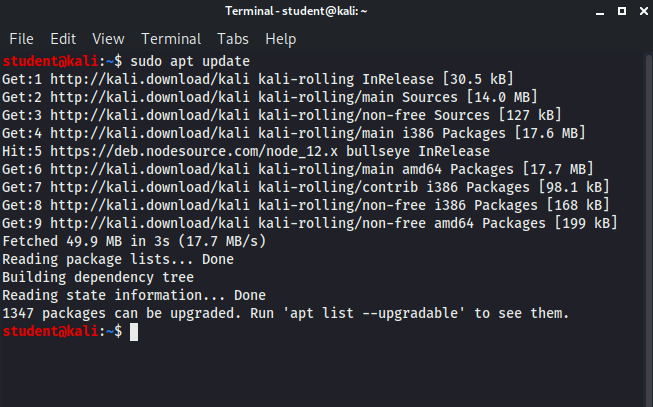 Terminal - student@kali: ~
File Edit View Terminal Tabs Help
student@kali:~$ sudo apt update
Get:1 http://kali.download/kali kali-rolling InRelease [30.5 kB]
Get:2 http://kali.download/kali kali-rolling/main Sources [14.0 MB]
Get:3 http://kali.download/kali kali-rolling/non-free Sources [127 kB]
Get:4 http://kali.download/kali kali-rolling/main i386 Packages [17.6 MB]
Hit:5 https://deb.nodesource.com/node_12.x bullseye InRelease
Get:6 http://kali.download/kali kali-rolling/main amd64 Packages [17.7 MB]
Get:7 http://kali.download/kali kali-rolling/contrib i386 Packages [98.1 kB]
Get:8 http://kali.download/kali kali-rolling/non-free i386 Packages [168 kB]
Get:9 http://kali.download/kali kali-rolling/non-free amd64 Packages [199 kB]
Fetched 49.9 MB in 3s (17.7 MB/s)
Reading package lists... Done
Building dependency tree
Reading state information... Done
1347 packages can be upgraded. Run 'apt list --upgradable' to see them.
student@kali:~$